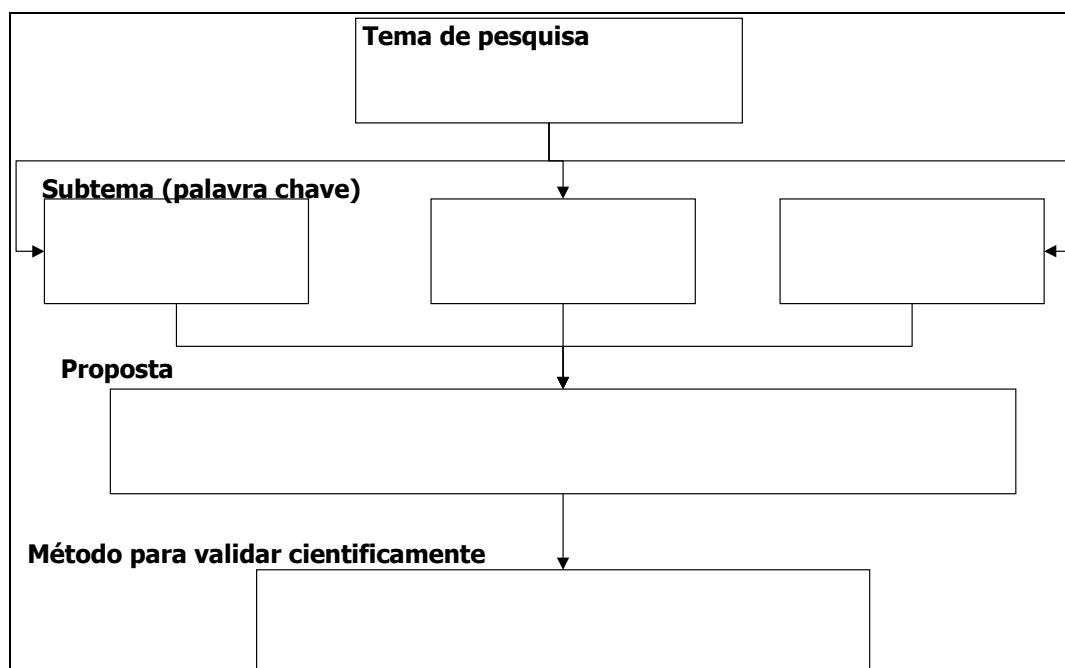 Tema de pesquisa
Subtema (palavra chave)
Proposta
Método para validar cientificamente